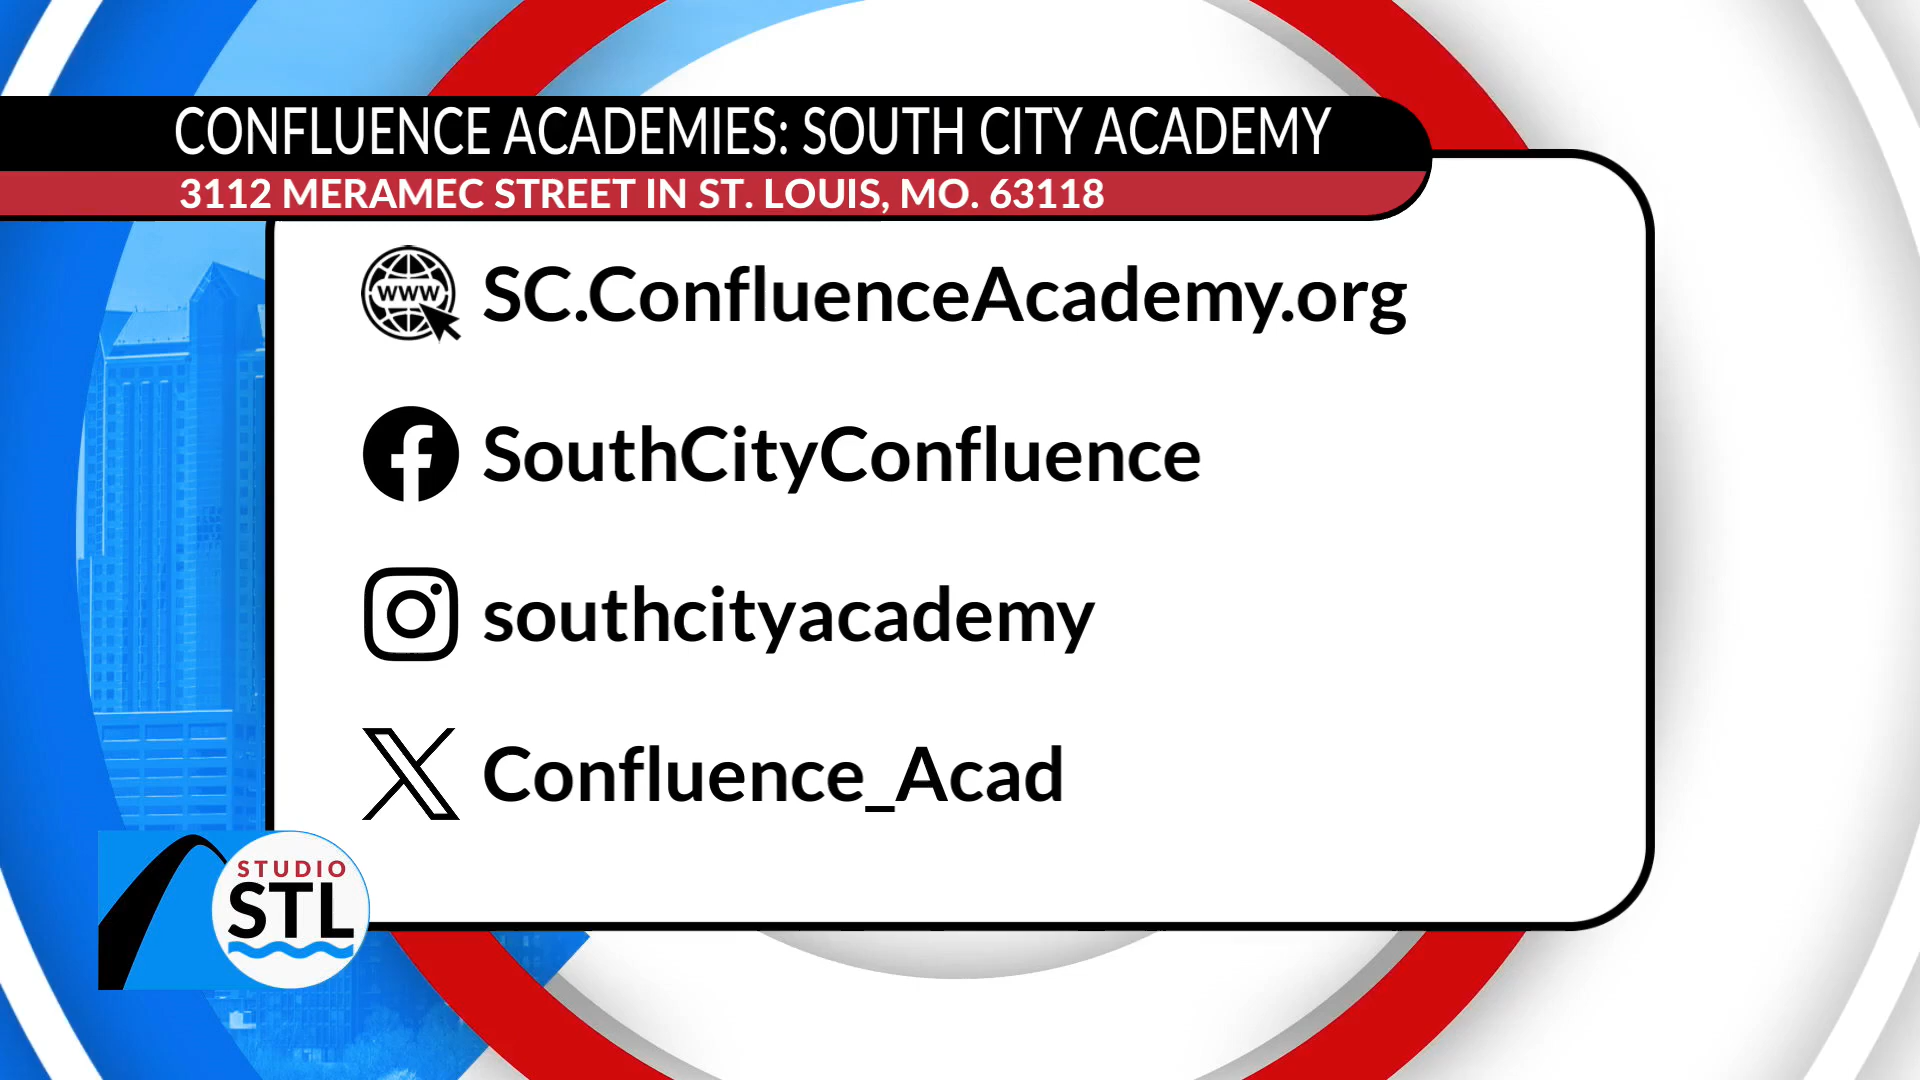 CONFLUENCE ACADEMIES: SOUTH CITY ACADEMY
3112 MERAMEC STREET IN ST. LOUIS, MO. 63118
www
SC.ConfluenceAcademy.org
SouthCityConfluence
southcityacademy
Confluence_Acad
STUDIO
STL